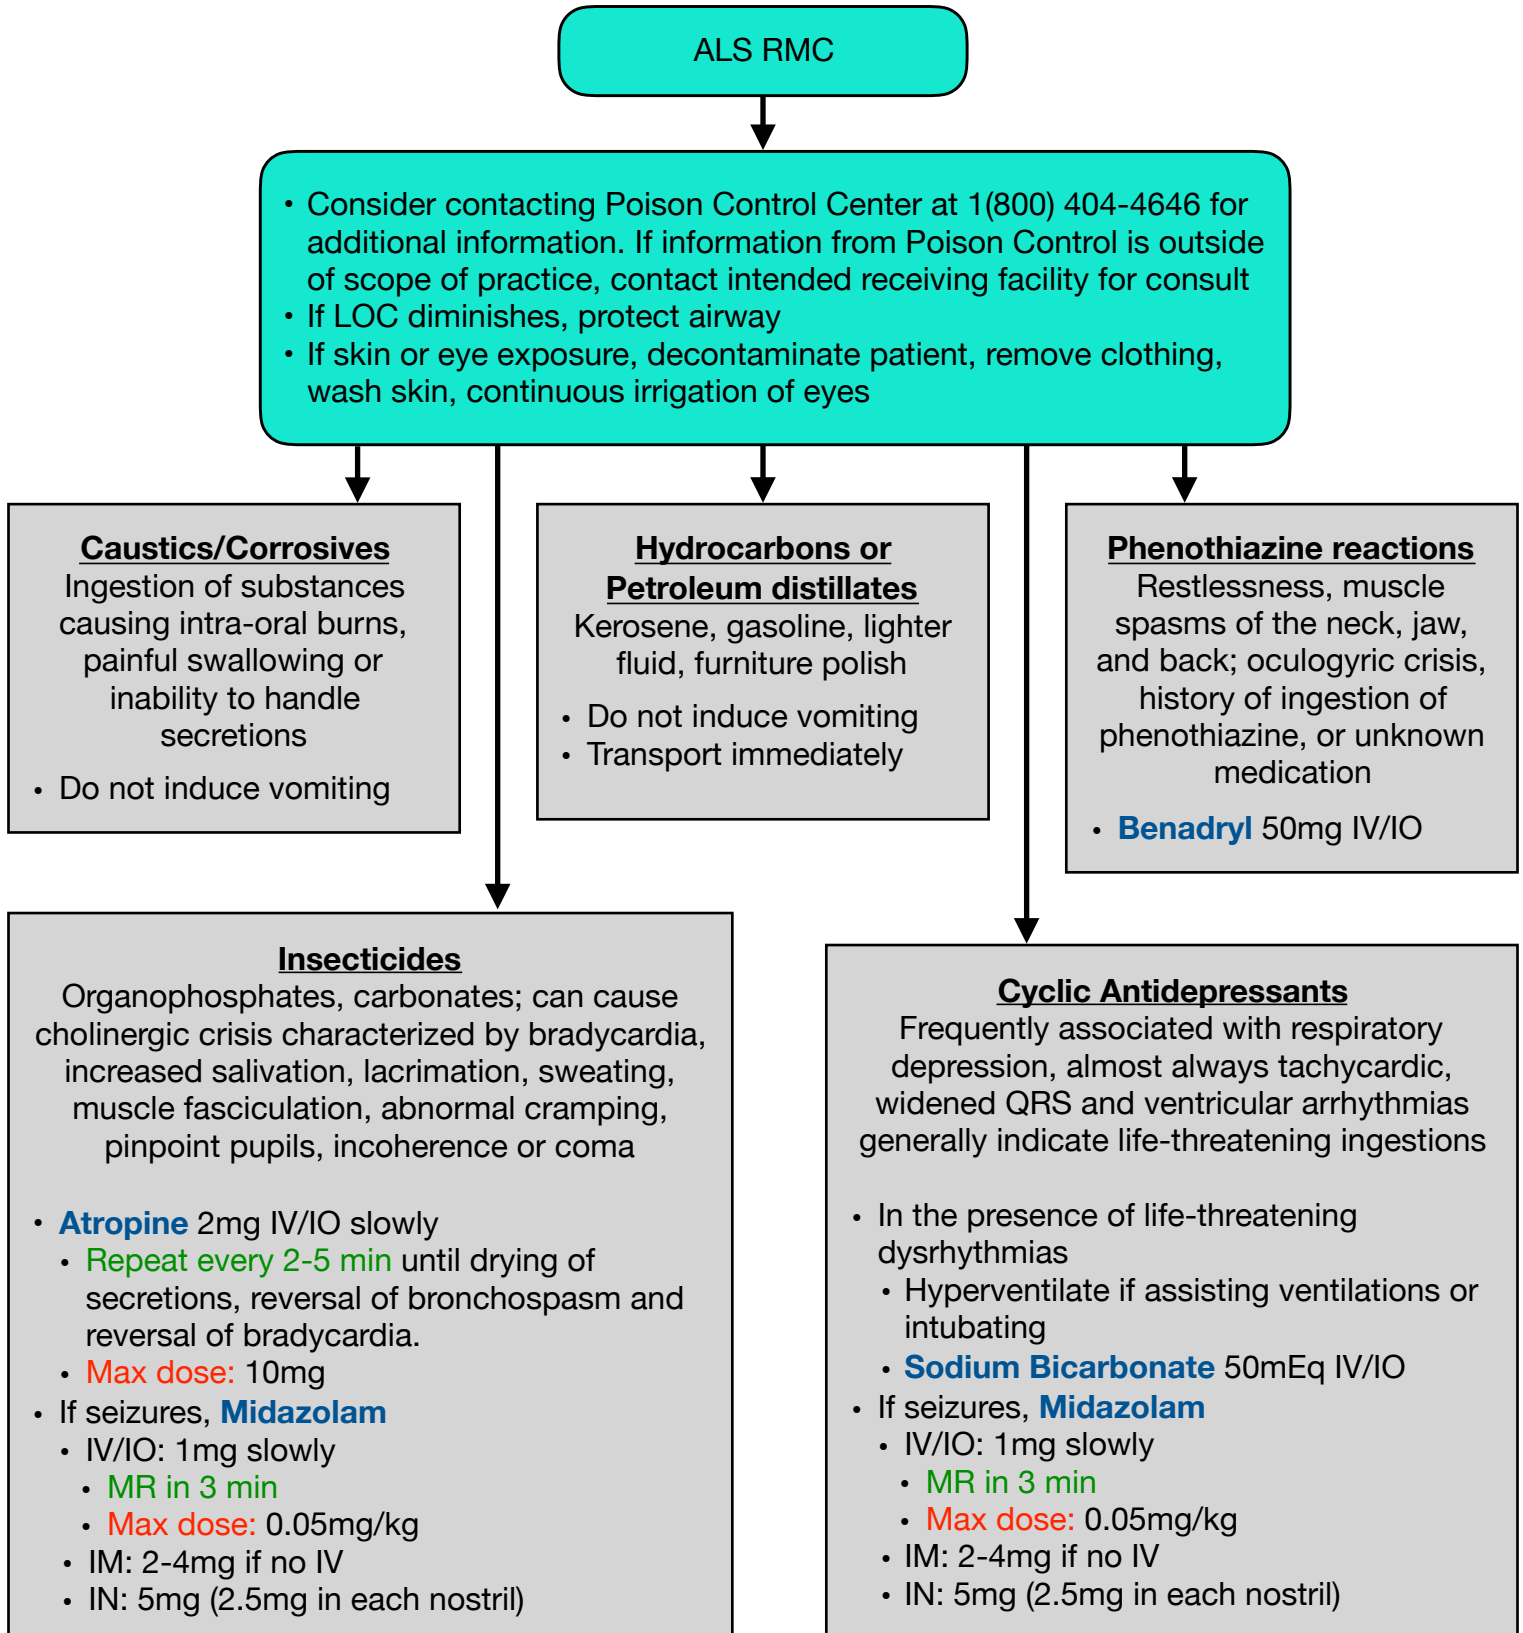 ALS RMC
• Consider contacting Poison Control Center at 1(800) 404-4646 for
additional information. If information from Poison Control is outside
of scope of practice, contact intended receiving facility for consult
• If LOC diminishes, protect airway
• If skin or eye exposure, decontaminate patient, remove clothing,
wash skin, continuous irrigation of eyes
Caustics/Corrosives
Ingestion of substances
causing intra-oral burns,
painful swallowing or
inability to handle
secretions
• Do not induce vomiting
Hydrocarbons or
Petroleum distillates
Kerosene, gasoline, lighter
fluid, furniture polish
• Do not induce vomiting
• Transport immediately
Phenothiazine reactions
Restlessness, muscle
spasms of the neck, jaw,
and back; oculogyric crisis,
history of ingestion of
phenothiazine, or unknown
medication
• Benadryl 50mg IV/IO
Insecticides
Organophosphates, carbonates; can cause
cholinergic crisis characterized by bradycardia,
increased salivation, lacrimation, sweating,
muscle fasciculation, abnormal cramping,
pinpoint pupils, incoherence or coma
• Atropine 2mg IV/IO slowly
• Repeat every 2-5 min until drying of
secretions, reversal of bronchospasm and
reversal of bradycardia.
• Max dose: 10mg
• If seizures, Midazolam
• IV/IO: 1mg slowly
• MR in 3 min
• Max dose: 0.05mg/kg
• IM: 2-4mg if no IV
• IN: 5mg (2.5mg in each nostril)
Cyclic Antidepressants
Frequently associated with respiratory
depression, almost always tachycardic,
widened QRS and ventricular arrhythmias
generally indicate life-threatening ingestions
• In the presence of life-threatening
dysrhythmias
• Hyperventilate if assisting ventilations or
intubating
• Sodium Bicarbonate 50mEq IV/IO
• If seizures, Midazolam
• IV/IO: 1mg slowly
• MR in 3 min
• Max dose: 0.05mg/kg
• IM: 2-4mg if no IV
• IN: 5mg (2.5mg in each nostril)